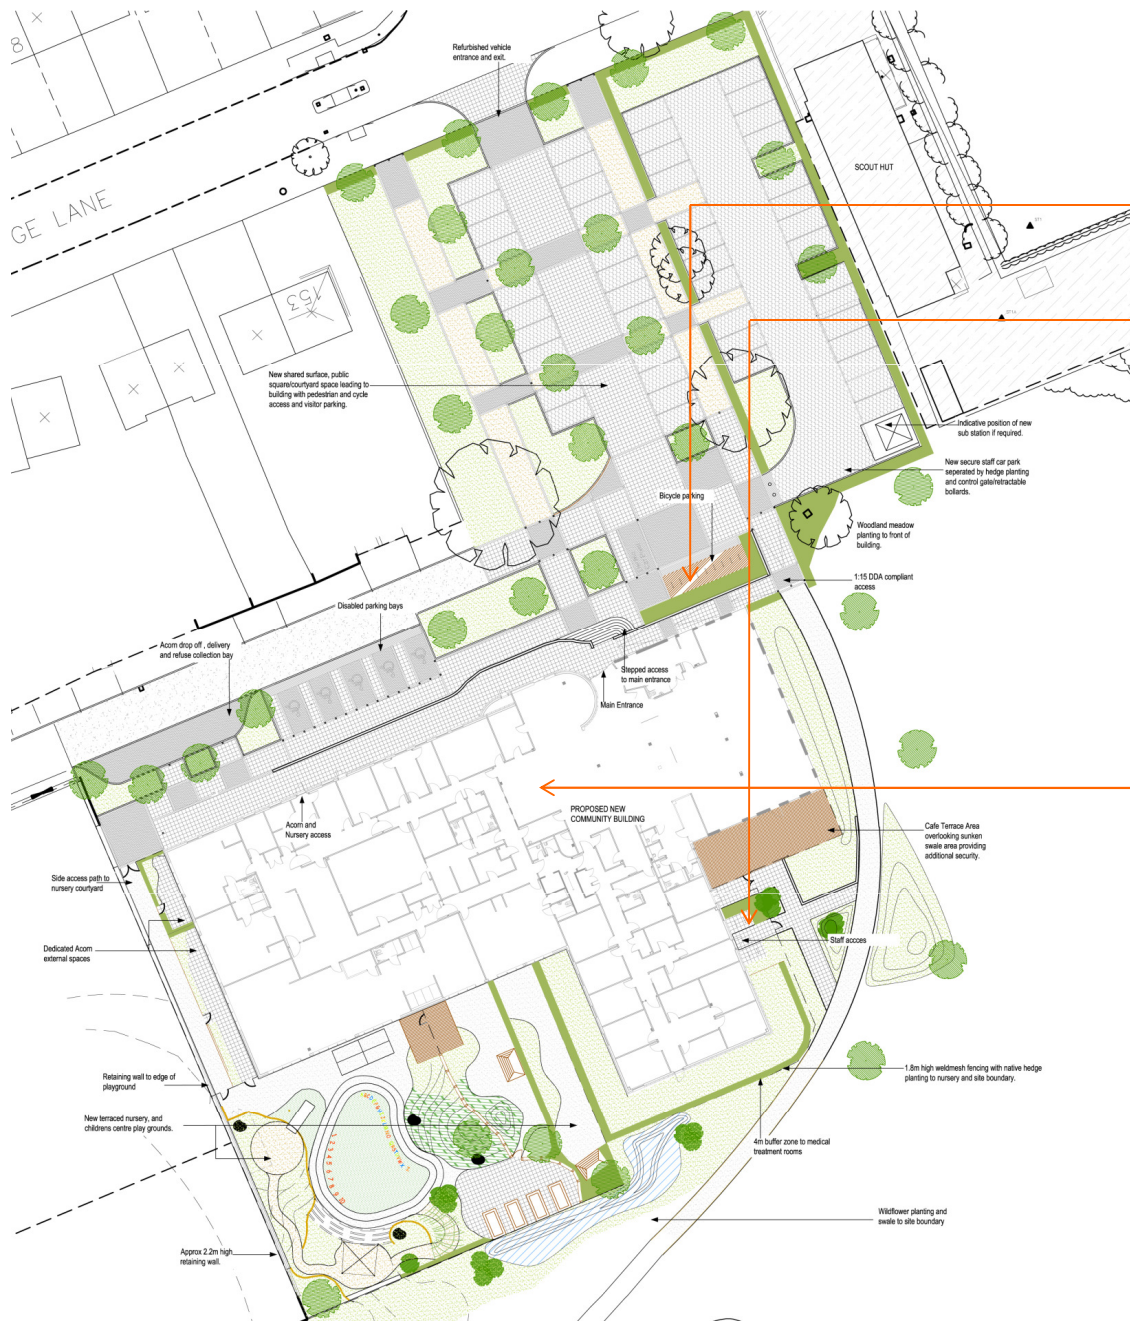 Refurbished vehicle
entrance and exit.
8
GE LANE
SCOUT HUT
153
New shared surface, public
square/courtyard space leading to
building with pedestrian and cycle
access and visitor parking.
Indicative position of new
sub station if required.
New secure staff car park
seperated by hedge planting
and control gate/retractable
bollards.
Bicycle parking
Woodland meadow
planting to front of
building.
1:15 DDA compliant
access
Disabled parking bays
Acorn drop off , delivery
and refuse collection bay
Stepped access
to main entrance
Main Entrance
PROPOSED NEW
COMMUNITY BUILDING
Acorn and
Nursery access
Cafe Terrace Area
overlooking sunken
swale area providing
additional security.
Side access path to
nursery courtyard
Dedicated Acorn
external spaces
Staff accces
Retaining wall to edge of
playground
1.8m high weldmesh fencing with native hedge
planting to nursery and site boundary.
New terraced nursery, and
childrens centre play grounds.
4m buffer zone to medical
treatment rooms
Wildflower planting and
swale to site boundary
Approx 2.2m high
retaining wall.